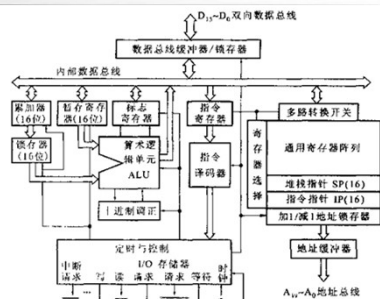 D₁₅~D₀双向数据总线
数据总线缓冲器/锁存器
内部数据总线
累加器
(16位)
暂存寄存
器(16位)
标志
寄存器
指令
寄存器
多路转换开关
锁存器
(16位)
算术逻
辑单元
ALU
指令
译码器
寄存器选择
通用寄存器阵列
堆栈指针 SP(16)
指令指针 IP(16)
加1/减1地址锁存器
十进制调正
定时与控制
I/O 存储器
中断 时
请求 写 读 请求 请求 等待 钟
地址缓冲器
A₁₉~A₀地址总线